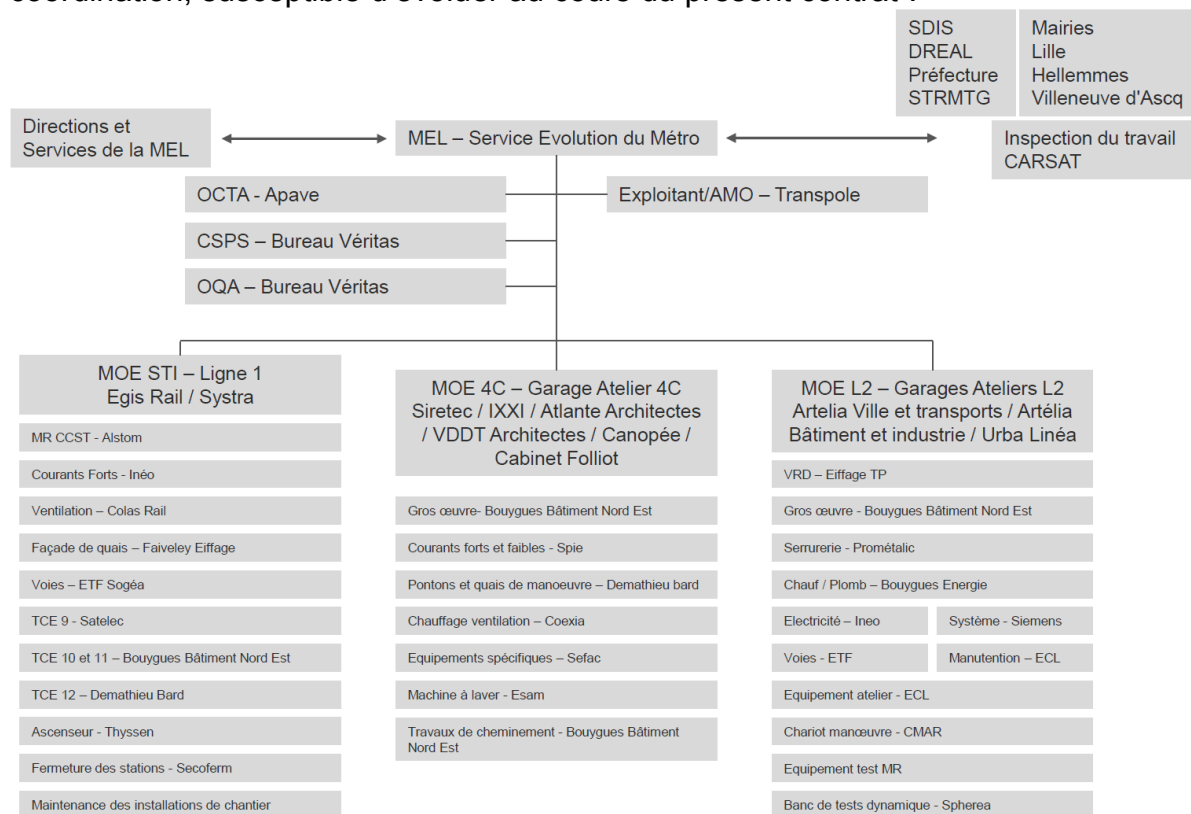 coordination, susceptible d'évoluer au cours du présent contrat :
SDIS
DREAL
Préfecture
STRMTG
Mairies
Lille
Hellemmes
Villeneuve d'Ascq
Directions et
Services de la MEL
MEL – Service Evolution du Métro
Inspection du travail
CARSAT
OCTA - Apave
Exploitant/AMO – Transpole
CSPS – Bureau Véritas
OQA – Bureau Véritas
MOE STI – Ligne 1
Egis Rail / Systra
MR CCST - Alstom
Courants Forts - Inéo
Ventilation – Colas Rail
Façade de quais – Faiveley Eiffage
Voies – ETF Sogéa
TCE 9 - Satelec
TCE 10 et 11 – Bouygues Bâtiment Nord Est
TCE 12 – Demathieu Bard
Ascenseur - Thyssen
Fermeture des stations - Secoferm
Maintenance des installations de chantier
MOE 4C – Garage Atelier 4C
Siretec / IXXI / Atlante Architectes
/ VDDT Architectes / Canopée /
Cabinet Folliot
Gros œuvre- Bouygues Bâtiment Nord Est
Courants forts et faibles - Spie
Pontons et quais de manoeuvre – Demathieu bard
Chauffage ventilation – Coexia
Equipements spécifiques – Sefac
Machine à laver - Esam
Travaux de cheminement - Bouygues Bâtiment
Nord Est
MOE L2 – Garages Ateliers L2
Artelia Ville et transports / Artélia
Bâtiment et industrie / Urba Linéa
VRD – Eiffage TP
Gros œuvre - Bouygues Bâtiment Nord Est
Serrurerie - Prométalic
Chauf / Plomb – Bouygues Energie
Electricité – Ineo
Système - Siemens
Voies - ETF
Manutention – ECL
Equipement atelier - ECL
Chariot manœuvre - CMAR
Equipement test MR
Banc de tests dynamique - Spherea